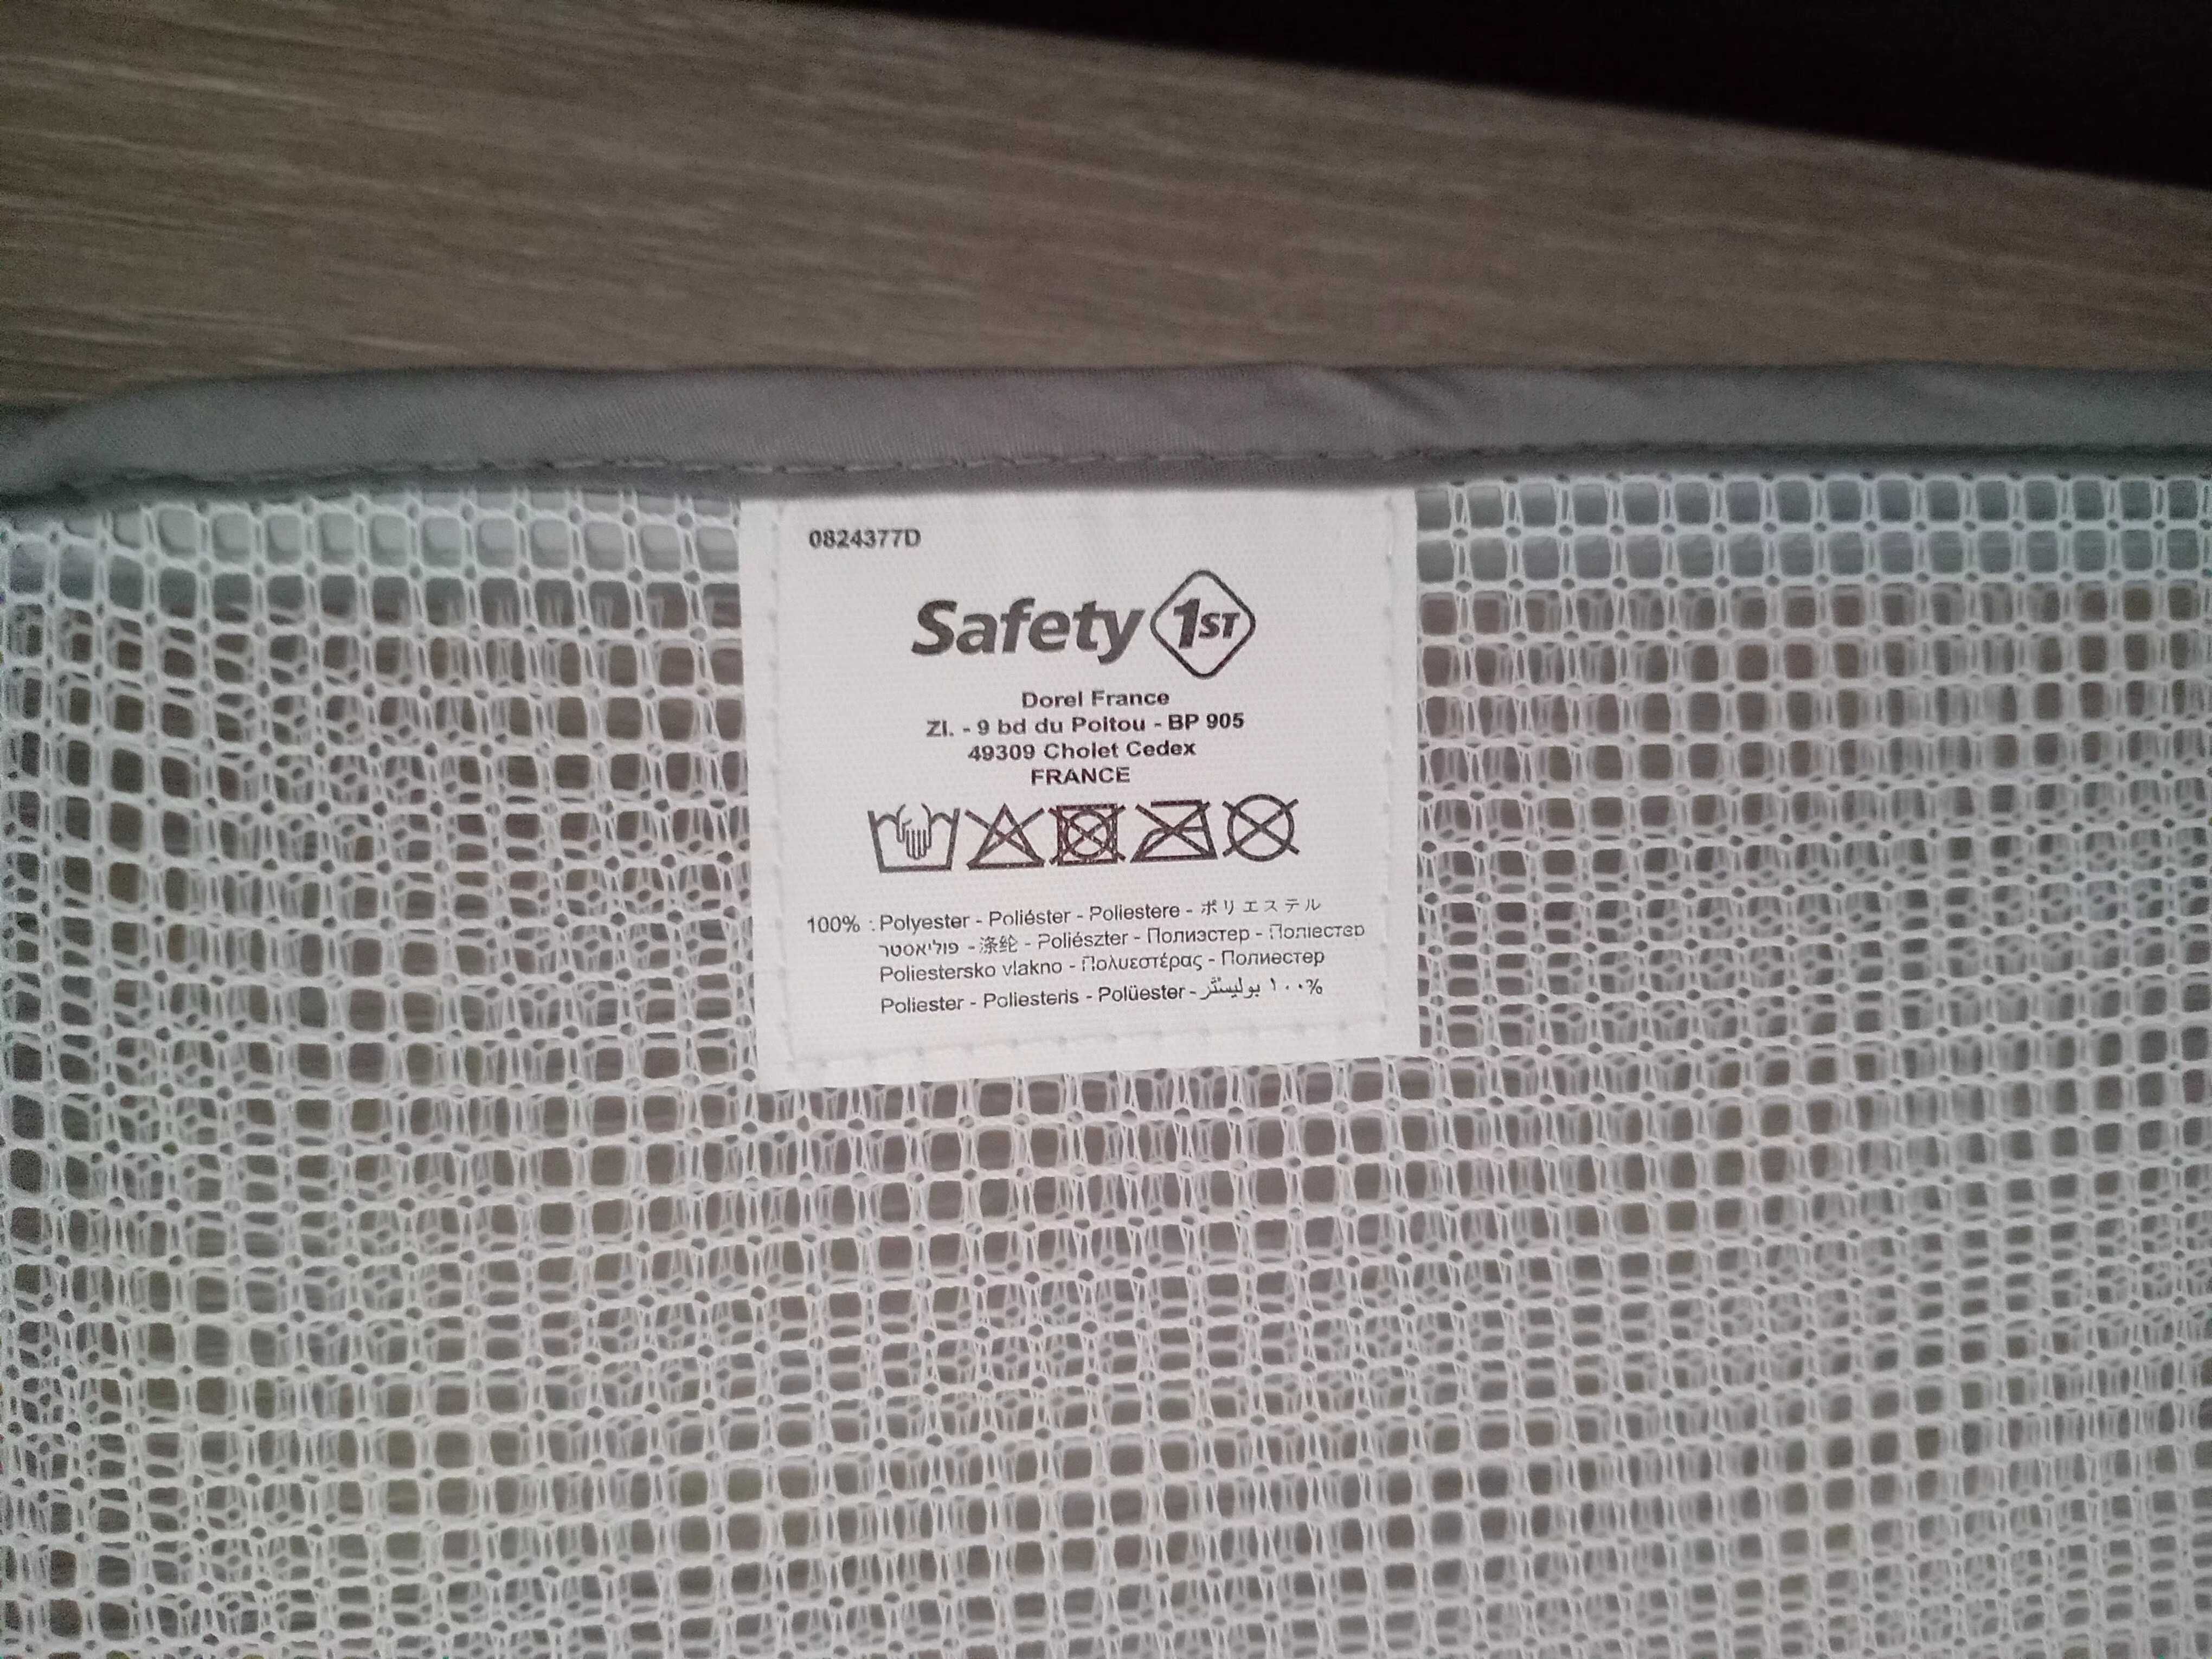 0824377D
Safety 1ST
Dorel France
ZI. - 9 bd du Poitou - BP 905
49309 Cholet Cedex
FRANCE
100% : Polyester - Poliéster - Poliestere - ポリエステル
פוליאסטר - 涤纶 - Poliészter - Полиэстер - Поліестер
Poliestersko vlakno - Πολυεστέρας - Полиестер
Poliester - Poliesteris - Polüester - بوليستر ١٠٠%